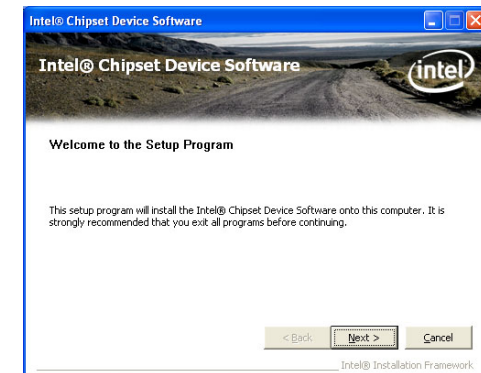 Intel® Chipset Device Software
Intel® Chipset Device Software
intel
Welcome to the Setup Program
This setup program will install the Intel® Chipset Device Software onto this computer. It is
strongly recommended that you exit all programs before continuing.
< Back
Next >
Cancel
Intel® Installation Framework